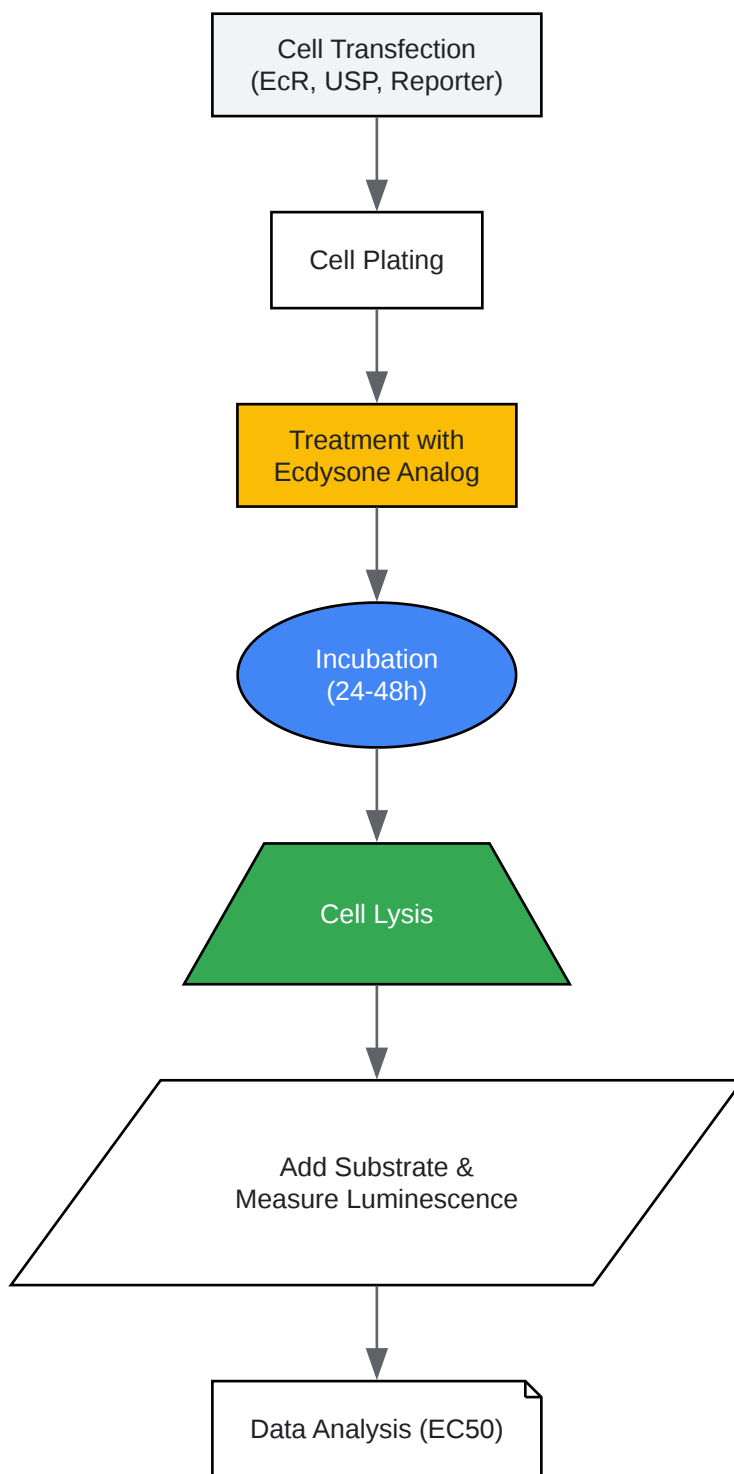 Cell Transfection
(EcR, USP, Reporter)
Cell Plating
Treatment with
Ecdysone Analog
Incubation
(24-48h)
Cell Lysis
Add Substrate &
Measure Luminescence
Data Analysis (EC50)